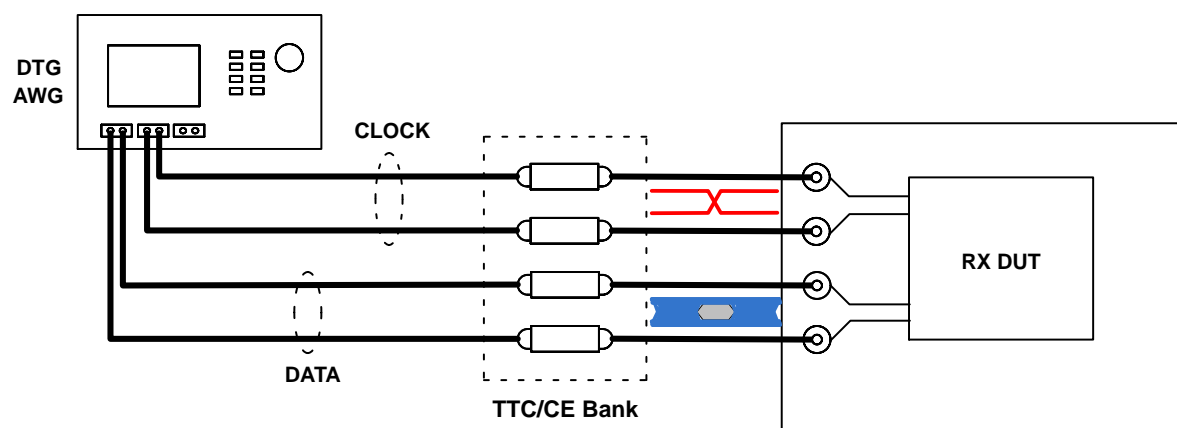 DTG
AWG
CLOCK
RX DUT
DATA
TTC/CE Bank